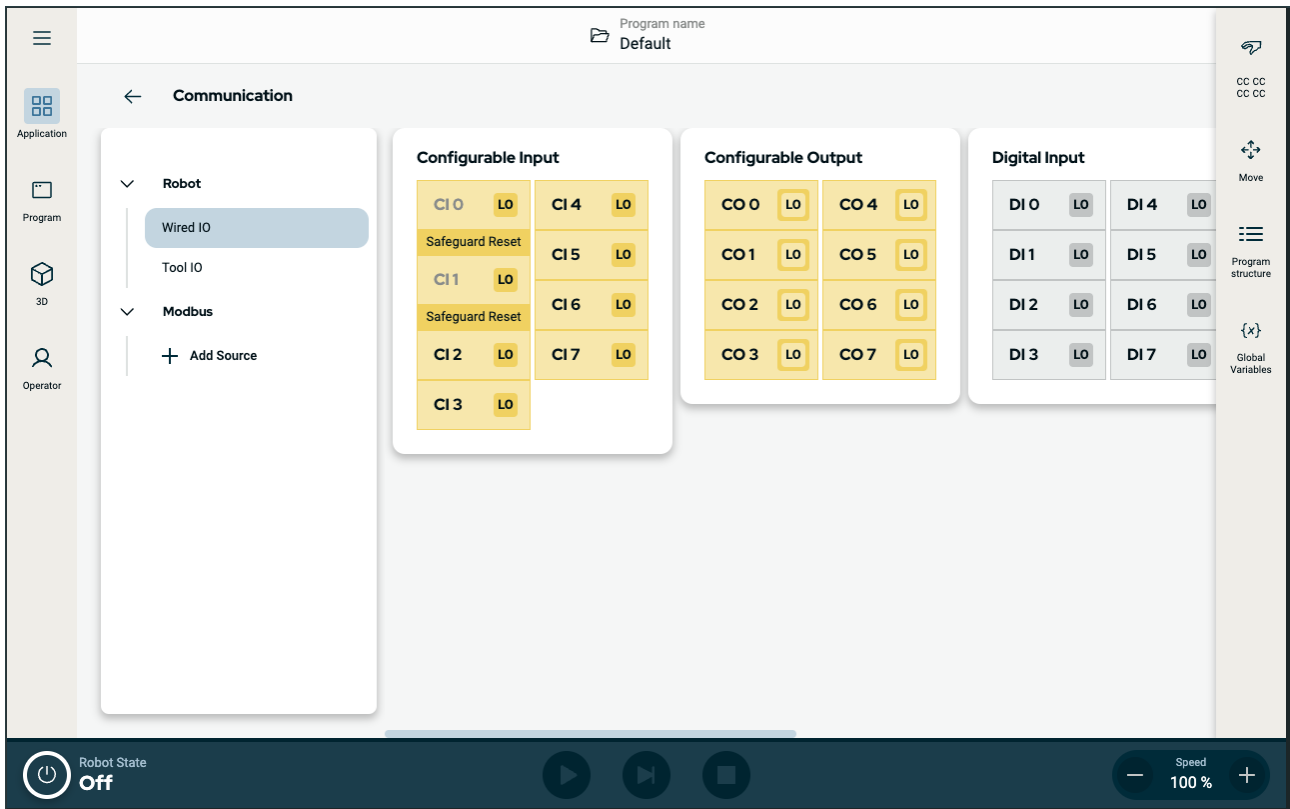 Program name
Default
Application
Program
3D
Operator
Communication
Robot
Wired IO
Tool IO
Modbus
Add Source
Configurable Input
CI 0 LO
Safeguard Reset
CI 1 LO
Safeguard Reset
CI 2 LO
CI 3 LO
CI 4 LO
CI 5 LO
CI 6 LO
CI 7 LO
Configurable Output
CO 0 LO
CO 1 LO
CO 2 LO
CO 3 LO
CO 4 LO
CO 5 LO
CO 6 LO
CO 7 LO
Digital Input
DI 0 LO
DI 1 LO
DI 2 LO
DI 3 LO
DI 4 LO
DI 5 LO
DI 6 LO
DI 7 LO
CC CC
CC CC
Move
Program
structure
{x}
Global
Variables
Robot State
Off
Speed
100 %